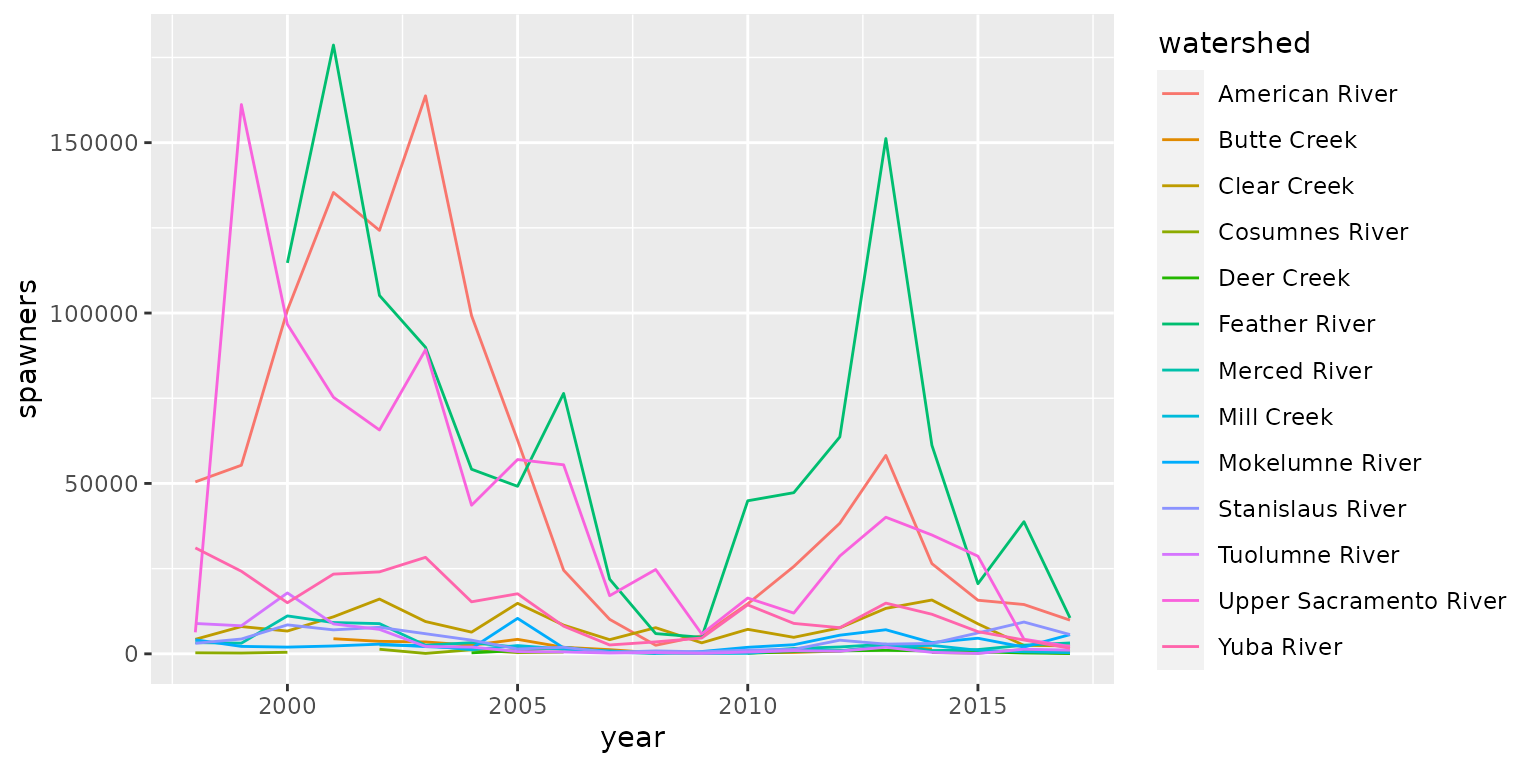 watershed
American River
Butte Creek
Clear Creek
Cosumnes River
Deer Creek
Feather River
Merced River
Mill Creek
Mokelumne River
Stanislaus River
Tuolumne River
Upper Sacramento River
Yuba River
spawners
150000
100000
50000
0
2000 2005 2010 2015
year